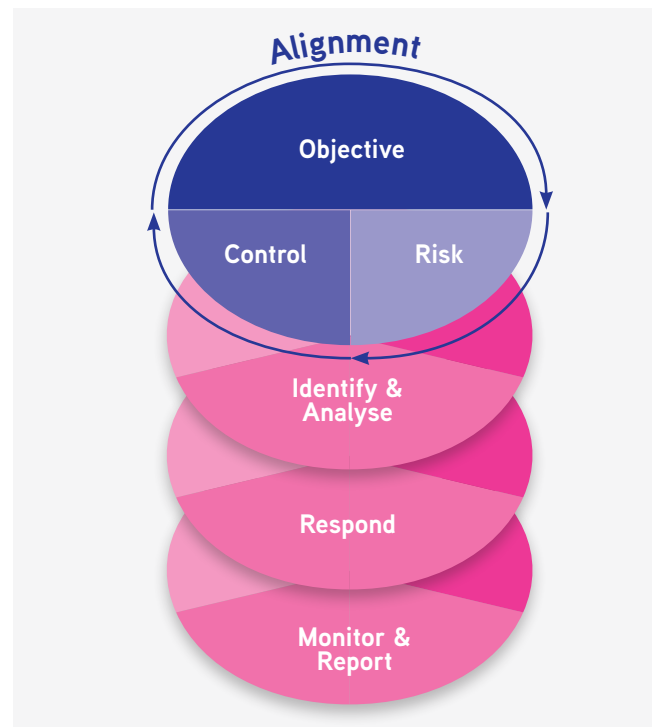 Alignment
Objective
Control
Risk
Identify &
Analyse
Respond
Monitor &
Report